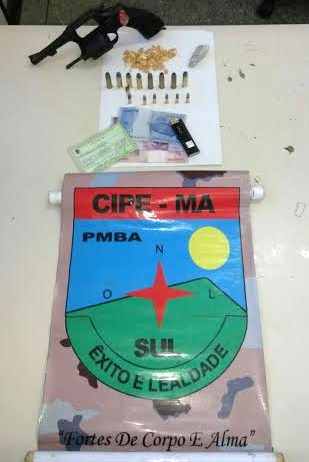 CIPE - MA
PMBA
N
O L
SUL
ÊXITO E LEALDADE
"Fortes De Corpo E Alma"